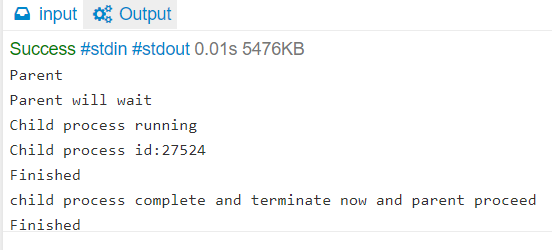 input Output
Success #stdin #stdout 0.01s 5476KB
Parent
Parent will wait
Child process running
Child process id:27524
Finished
child process complete and terminate now and parent proceed
Finished